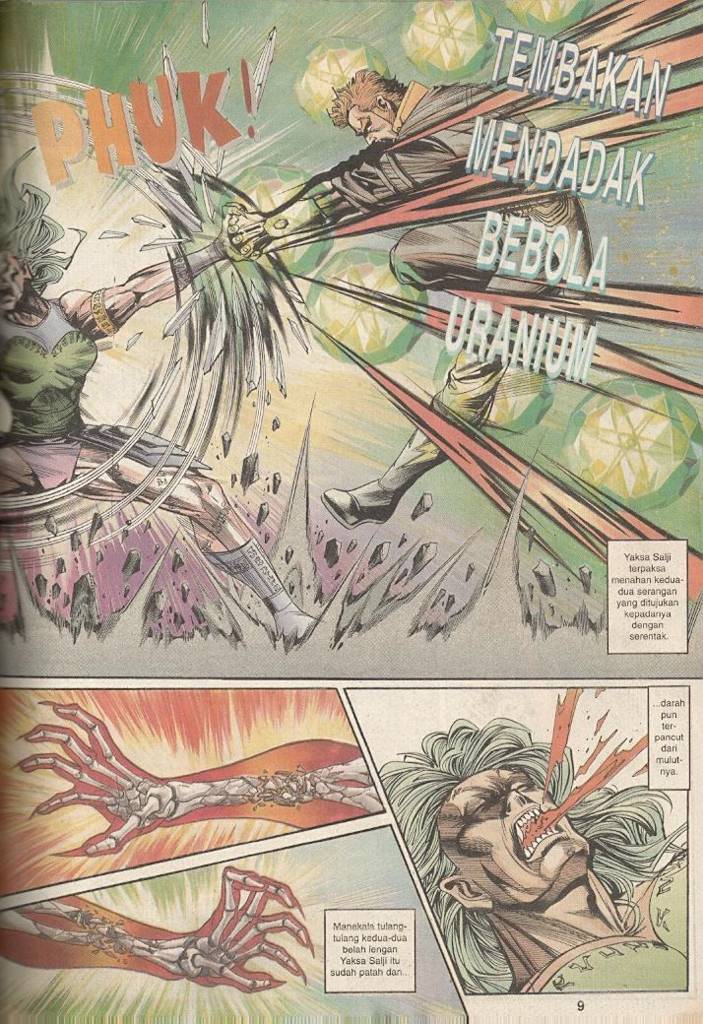 PHUK!
TEMBAKAN
MENDADAK
BEBOLA
URANIUM
Yaksa Salji
terpaksa
menahan kedua-
dua serangan
yang ditujukan
kepadanya
dengan
serentak.
Manakala tulang-
tulang kedua-dua
belah lengan
Yaksa Salji itu
sudah patah dan...
...darah
pun
ter-
pancut
dari
mulut-
nya.
9